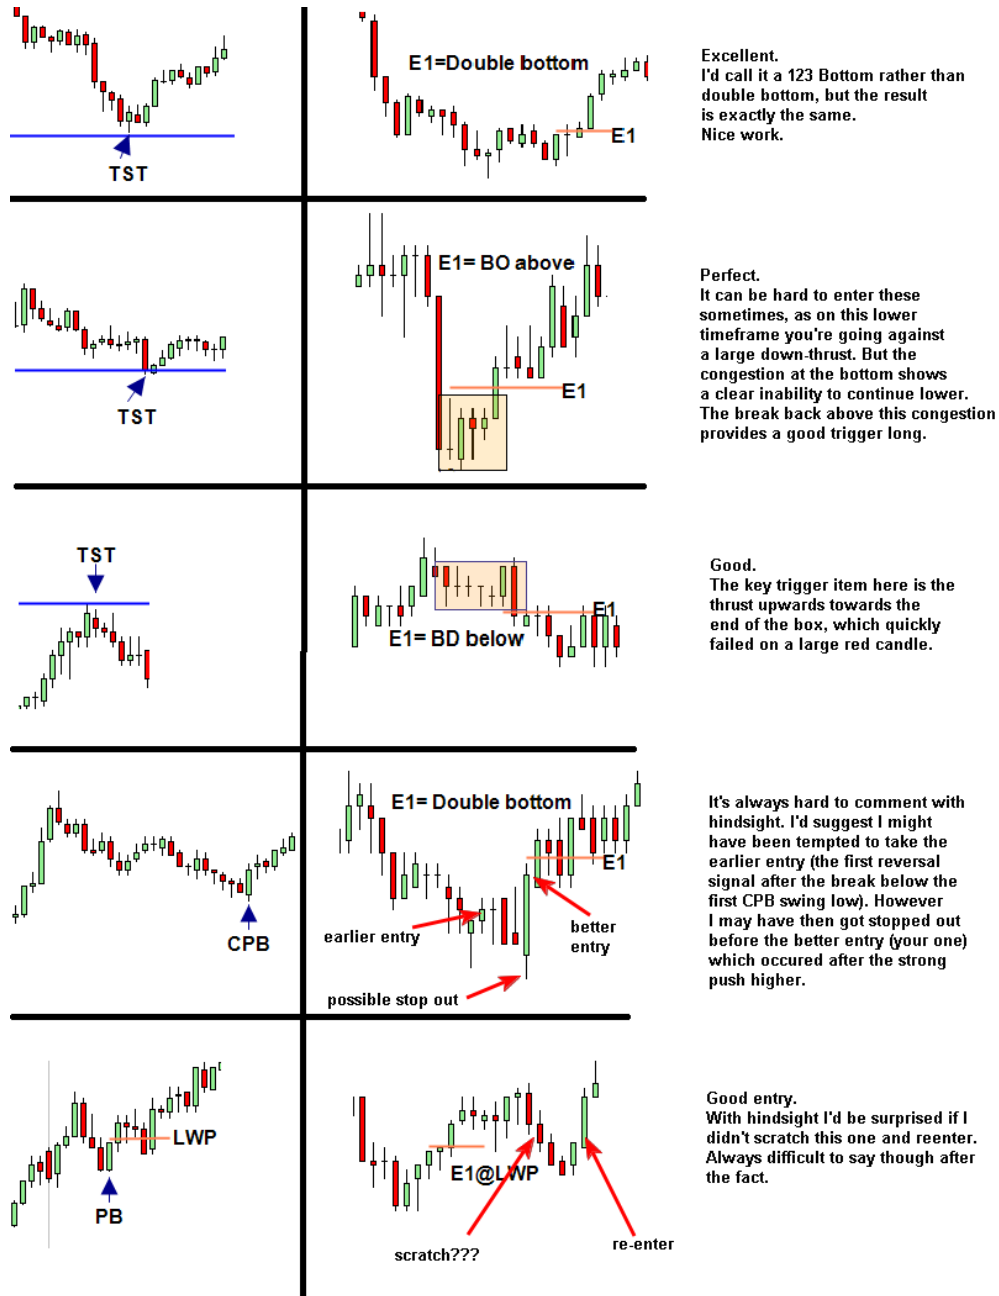 E1=Double bottom
E1
TST
Excellent.
I'd call it a 123 Bottom rather than
double bottom, but the result
is exactly the same.
Nice work.
E1= BO above
E1
TST
Perfect.
It can be hard to enter these
sometimes, as on this lower
timeframe you're going against
a large down-thrust. But the
congestion at the bottom shows
a clear inability to continue lower.
The break back above this congestion
provides a good trigger long.
TST
E1
E1= BD below
Good.
The key trigger item here is the
thrust upwards towards the
end of the box, which quickly
failed on a large red candle.
E1= Double bottom
E1
CPB
earlier entry
better
entry
possible stop out
It's always hard to comment with
hindsight. I'd suggest I might
have been tempted to take the
earlier entry (the first reversal
signal after the break below the
first CPB swing low). However
I may have then got stopped out
before the better entry (your one)
which occured after the strong
push higher.
LWP
PB
E1@LWP
scratch???
re-enter
Good entry.
With hindsight I'd be surprised if I
didn't scratch this one and reenter.
Always difficult to say though after
the fact.